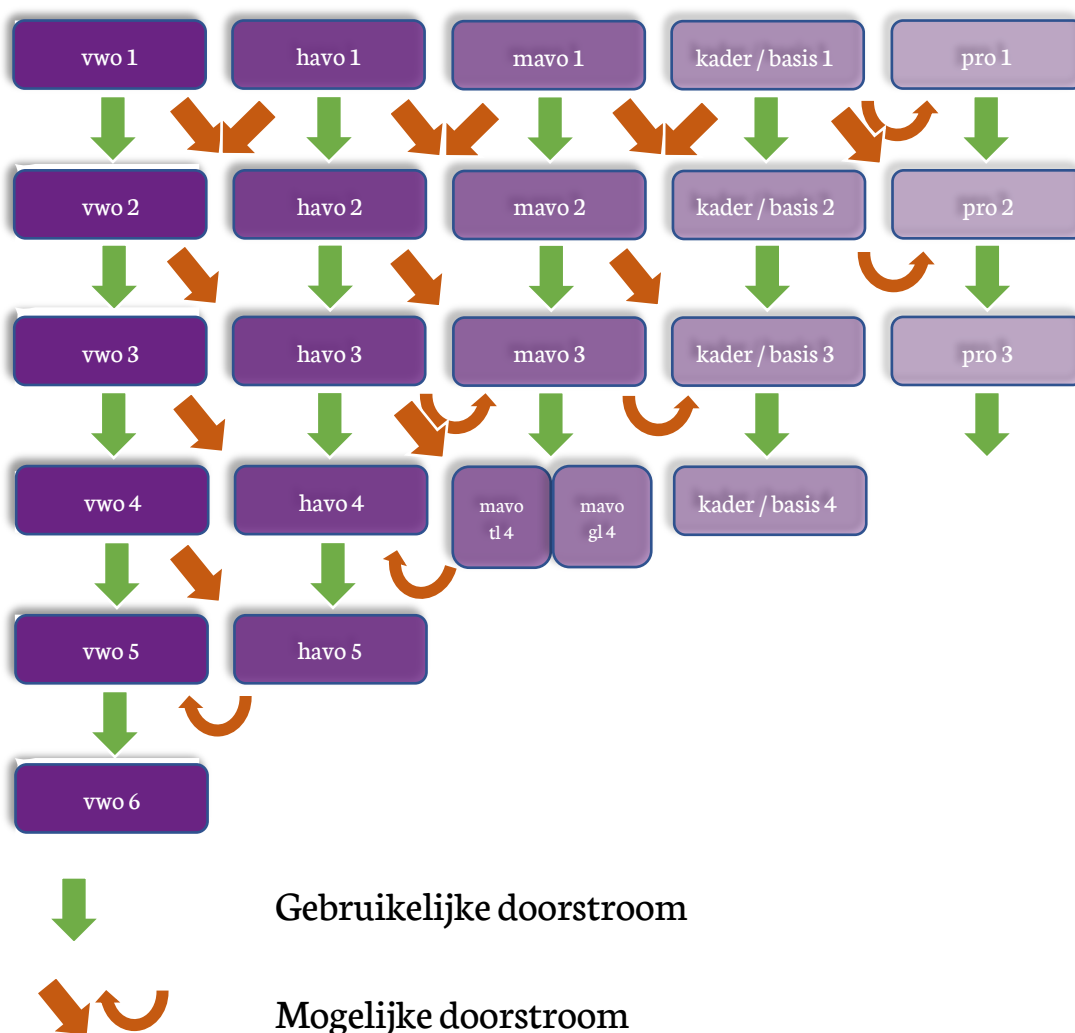 vwo 1
havo 1
mavo 1
kader / basis 1
pro 1
vwo 2
havo 2
mavo 2
kader / basis 2
pro 2
vwo 3
havo 3
mavo 3
kader / basis 3
pro 3
vwo 4
havo 4
mavo
tl 4
mavo
gl 4
kader / basis 4
vwo 5
havo 5
vwo 6
Gebruikelijke doorstroom
Mogelijke doorstroom